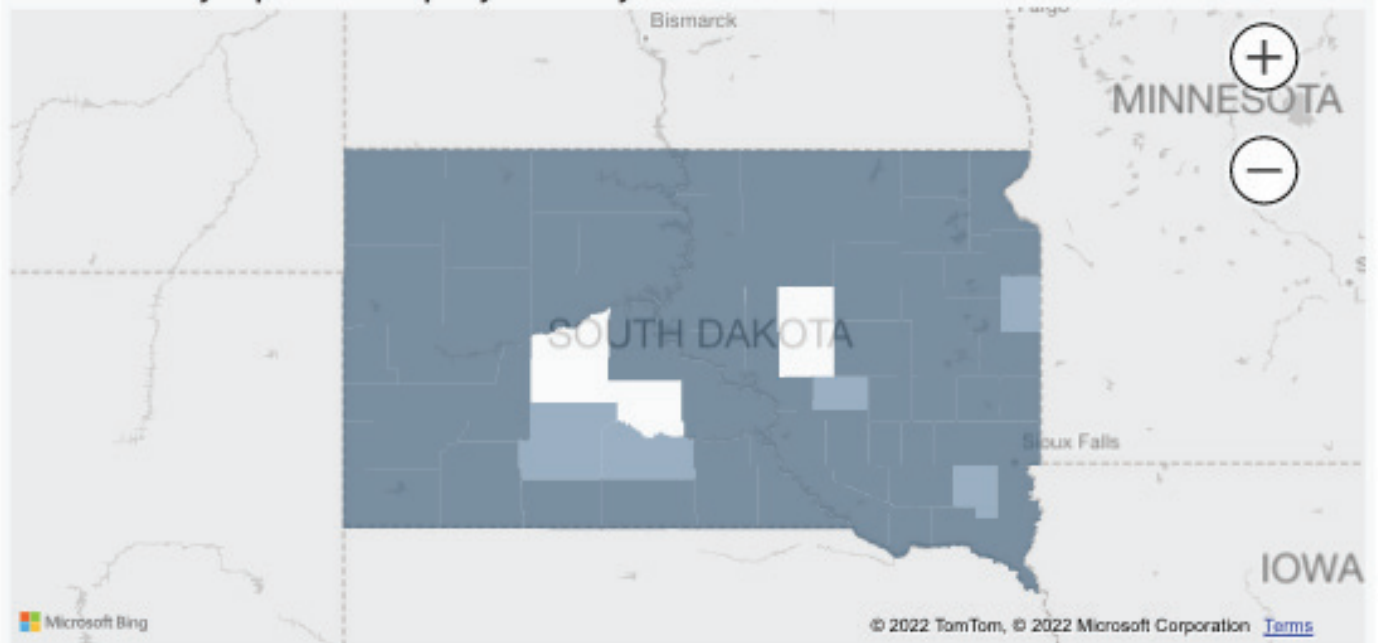 Bismarck
MINNESOTA
SOUTH DAKOTA
Sioux Falls
IOWA
Microsoft Bing
© 2022 TomTom, © 2022 Microsoft Corporation Terms